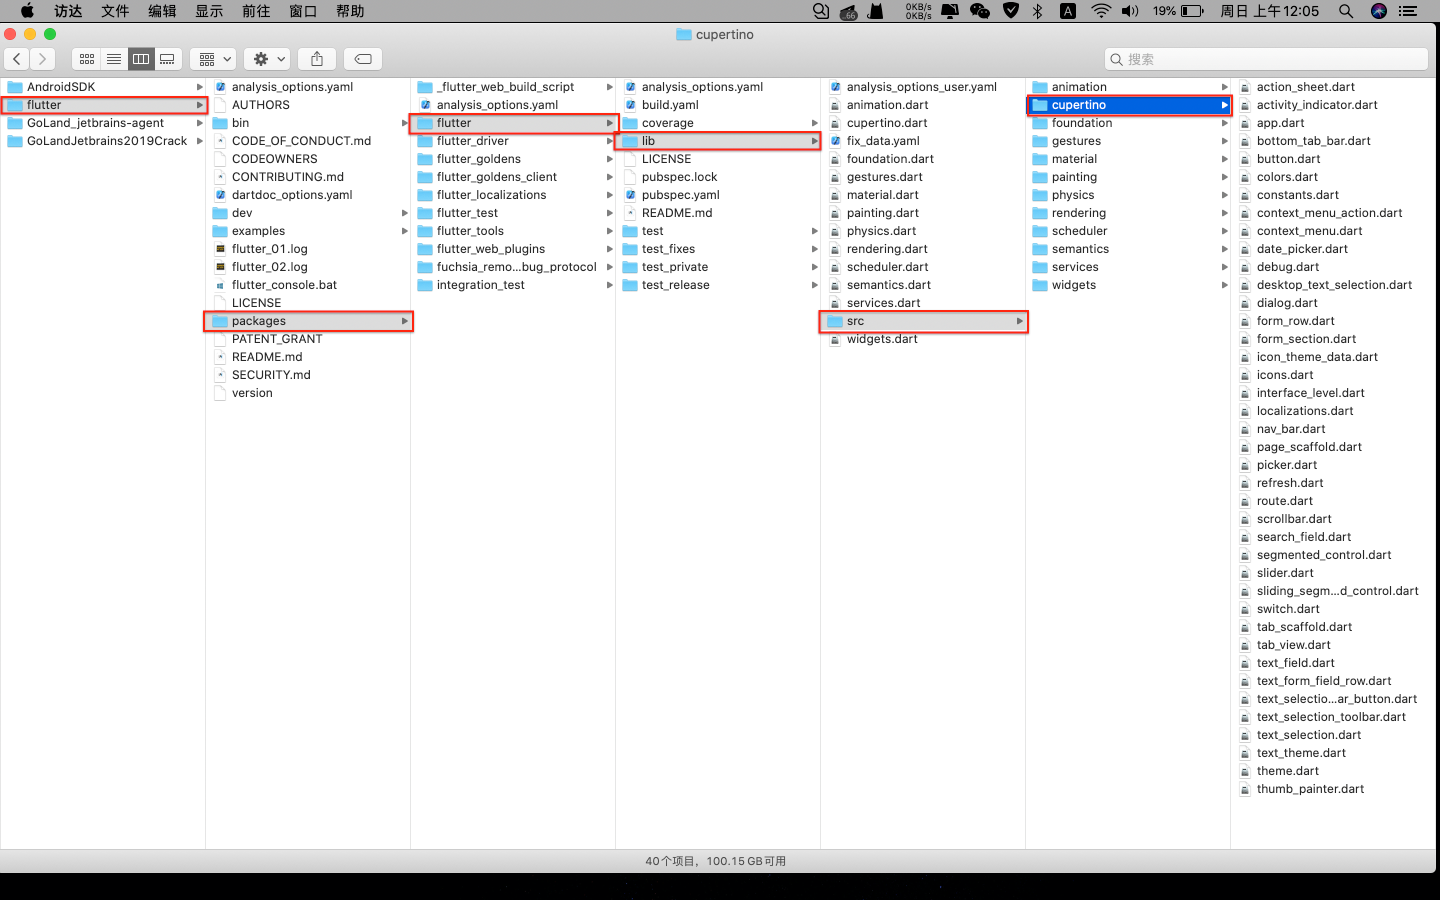 访达 文件 编辑 显示 前往 窗口 帮助
.66
0KB/s
0KB/s
A
19%
周日 上午12:05
cupertino
搜索
AndroidSDK
flutter
GoLand_jetbrains-agent
GoLandJetbrains2019Crack
analysis_options.yaml
AUTHORS
bin
CODE_OF_CONDUCT.md
CODEOWNERS
CONTRIBUTING.md
dartdoc_options.yaml
dev
examples
flutter_01.log
flutter_02.log
flutter_console.bat
LICENSE
packages
PATENT_GRANT
README.md
SECURITY.md
version
_flutter_web_build_script
analysis_options.yaml
flutter
flutter_driver
flutter_goldens
flutter_goldens_client
flutter_localizations
flutter_test
flutter_tools
flutter_web_plugins
fuchsia_remo...bug_protocol
integration_test
analysis_options.yaml
build.yaml
coverage
lib
LICENSE
pubspec.lock
pubspec.yaml
README.md
test
test_fixes
test_private
test_release
analysis_options_user.yaml
animation.dart
cupertino.dart
fix_data.yaml
foundation.dart
gestures.dart
material.dart
painting.dart
physics.dart
rendering.dart
scheduler.dart
semantics.dart
services.dart
src
widgets.dart
animation
cupertino
foundation
gestures
material
painting
physics
rendering
scheduler
semantics
services
widgets
action_sheet.dart
activity_indicator.dart
app.dart
bottom_tab_bar.dart
button.dart
colors.dart
constants.dart
context_menu_action.dart
context_menu.dart
date_picker.dart
debug.dart
desktop_text_selection.dart
dialog.dart
form_row.dart
form_section.dart
icon_theme_data.dart
icons.dart
interface_level.dart
localizations.dart
nav_bar.dart
page_scaffold.dart
picker.dart
refresh.dart
route.dart
scrollbar.dart
search_field.dart
segmented_control.dart
slider.dart
sliding_segm...d_control.dart
switch.dart
tab_scaffold.dart
tab_view.dart
text_field.dart
text_form_field_row.dart
text_selectio...ar_button.dart
text_selection_toolbar.dart
text_selection.dart
text_theme.dart
theme.dart
thumb_painter.dart
40个项目，100.15 GB可用